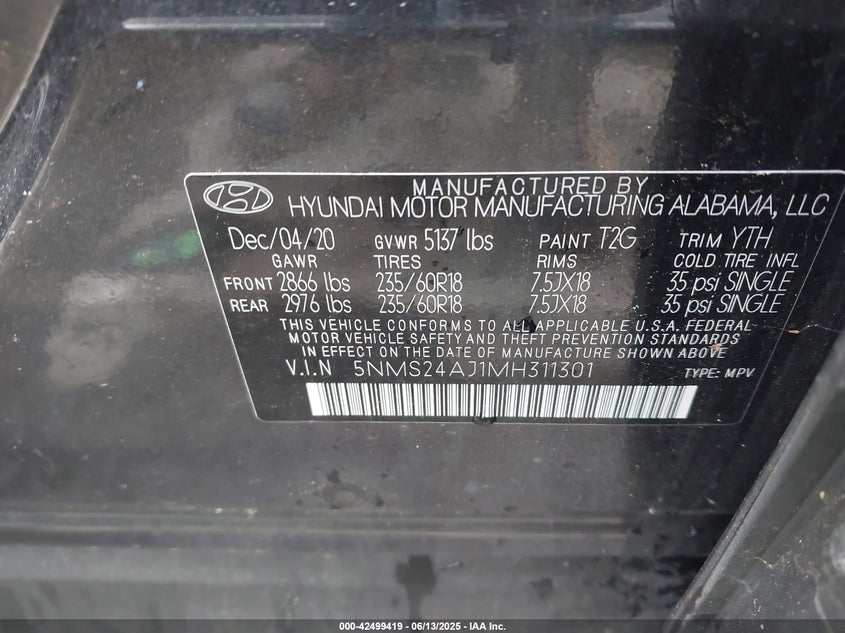 MANUFACTURED BY
HYUNDAI MOTOR MANUFACTURING ALABAMA, LLC
Dec/04/20 GVWR 5137 lbs PAINT T2G TRIM YTH
GAWR TIRES RIMS COLD TIRE INFL
FRONT 2866 lbs 235/60R18 7.5JX18 35 psi SINGLE
REAR 2976 lbs 235/60R18 7.5JX18 35 psi SINGLE
THIS VEHICLE CONFORMS TO ALL APPLICABLE U.S.A. FEDERAL
MOTOR VEHICLE SAFETY AND THEFT PREVENTION STANDARDS
IN EFFECT ON THE DATE OF MANUFACTURE SHOWN ABOVE
V.I.N 5NMS24AJ1MH311301 TYPE: MPV
000-42499419 - 06/13/2025 - IAA Inc.